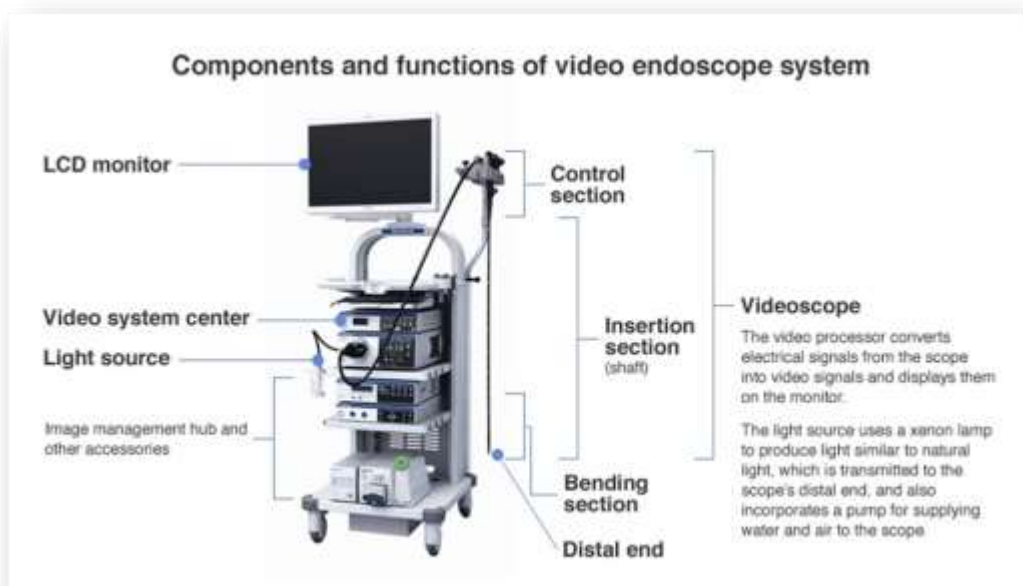 Components and functions of video endoscope system
LCD monitor
Control
section
Video system center
Light source
Insertion
section
(shaft)
Image management hub and
other accessories
Bending
section
Distal end
Videoscope
The video processor converts
electrical signals from the scope
into video signals and displays them
on the monitor.
The light source uses a xenon lamp
to produce light similar to natural
light, which is transmitted to the
scope's distal end, and also
incorporates a pump for supplying
water and air to the scope